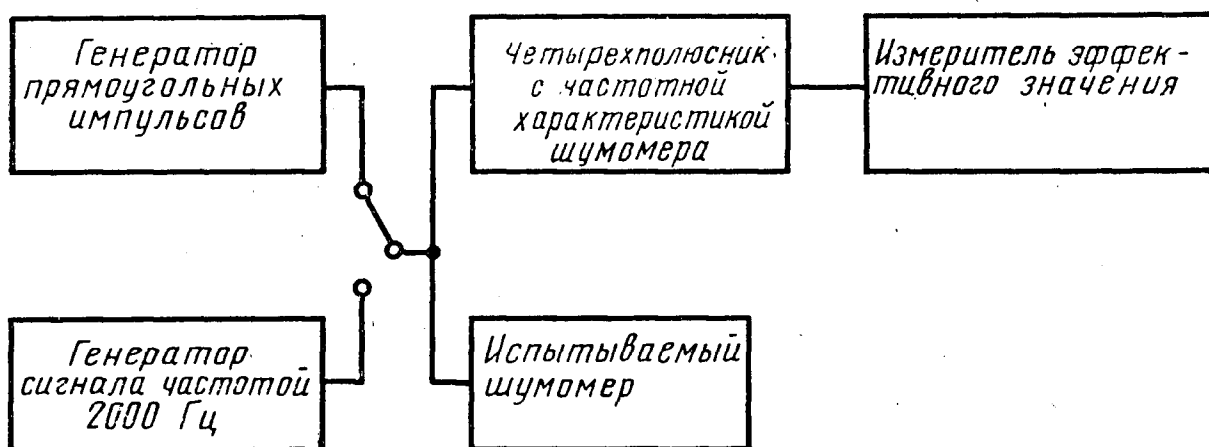 Генератор
прямоугольных
импульсов
Четырехполюсник
с частотной
характеристикой
шумомера
Измеритель эффек-
тивного значения
Генератор
сигнала частотой
2000 Гц
Испытываемый
шумомер